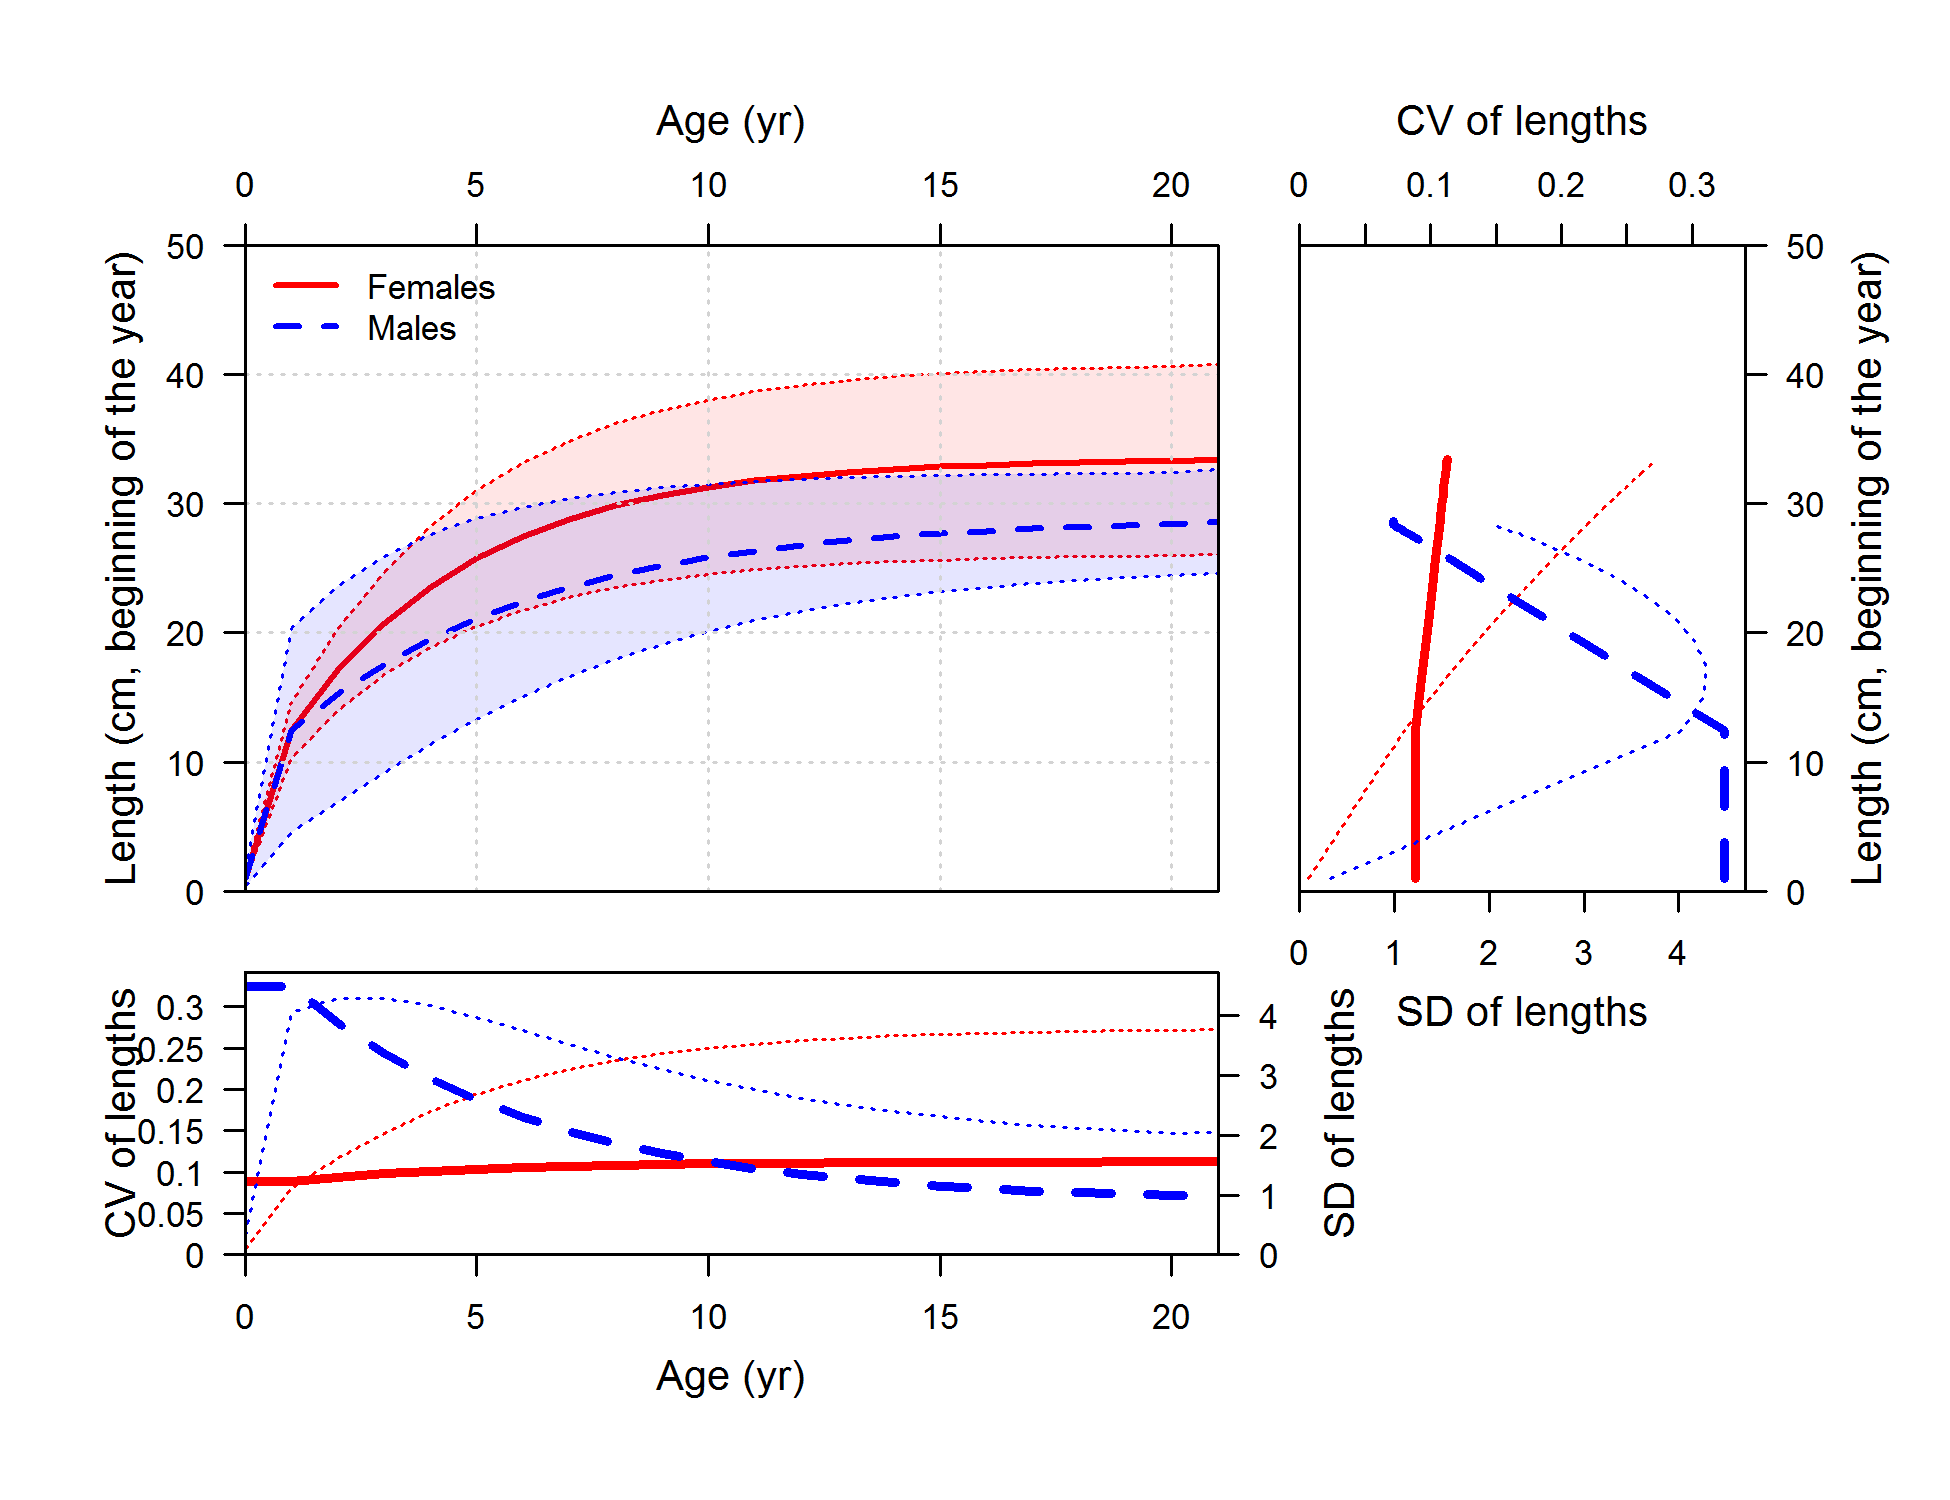 Age (yr)
CV of lengths
0 5 10 15 20
0 0.1 0.2 0.3
50
40
30
20
10
0
Length (cm, beginning of the year)
Females
Males
50
40
30
20
10
0
Length (cm, beginning of the year)
0 1 2 3 4
SD of lengths
0.3
0.25
0.2
0.15
0.1
0.05
0
CV of lengths
4
3
2
1
0
SD of lengths
0 5 10 15 20
Age (yr)